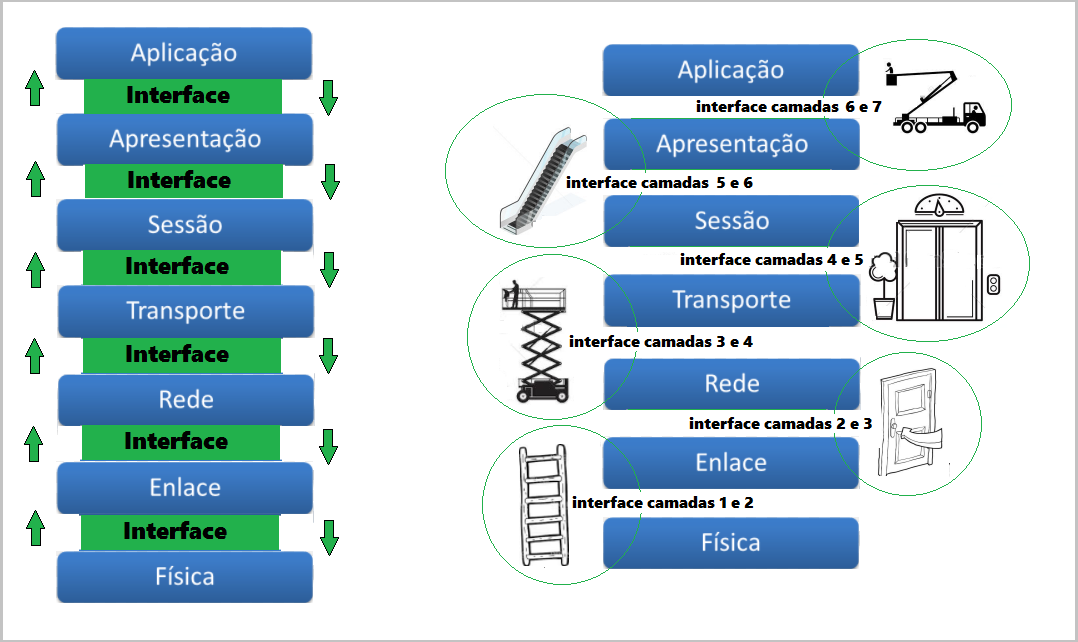 Aplicação
Interface
Apresentação
Interface
Sessão
Interface
Transporte
Interface
Rede
Interface
Enlace
Interface
Física
Aplicação
interface camadas 6 e 7
Apresentação
interface camadas 5 e 6
Sessão
interface camadas 4 e 5
Transporte
interface camadas 3 e 4
Rede
interface camadas 2 e 3
Enlace
interface camadas 1 e 2
Física